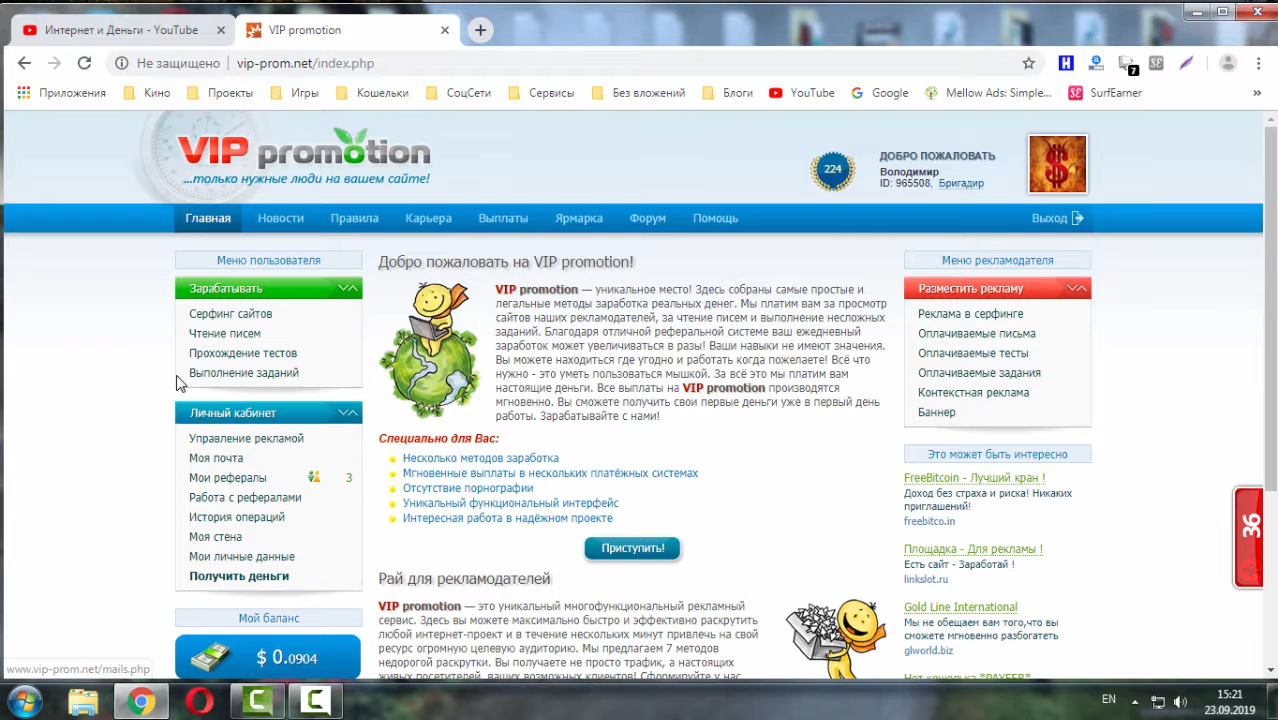 Интернет и Деньги - YouTube
VIP promotion
Не защищено
vip-prom.net/index.php
7
Приложения
Кино
Проекты
Игры
Кошельки
СоцСети
Сервисы
Без вложений
Блоги
YouTube
Google
Mellow Ads: Simple...
SurfEarner
VIP promotion
...только нужные люди на вашем сайте!
224
ДОБРО ПОЖАЛОВАТЬ
Володимир
ID: 965508, Бригадир
Главная
Новости
Правила
Карьера
Выплаты
Ярмарка
Форум
Помощь
Выход
Меню пользователя
Зарабатывать
Серфинг сайтов
Чтение писем
Прохождение тестов
Выполнение заданий
Личный кабинет
Управление рекламой
Моя почта
Мои рефералы 3
Работа с рефералами
История операций
Моя стена
Мои личные данные
Получить деньги
Мой баланс
$ 0.0904
www.vip-prom.net/mails.php
Добро пожаловать на VIP promotion!
VIP promotion — уникальное место! Здесь собраны самые простые и
легальные методы заработка реальных денег. Мы платим вам за просмотр
сайтов наших рекламодателей, за чтение писем и выполнение несложных
заданий. Благодаря отличной реферальной системе ваш ежедневный
заработок может увеличиваться в разы! Ваши навыки не имеют значения.
Вы можете находиться где угодно и работать когда пожелаете! Всё что
нужно - это уметь пользоваться мышкой. За всё это мы платим вам
настоящие деньги. Все выплаты на VIP promotion производятся
мгновенно. Вы сможете получить свои первые деньги уже в первый день
работы. Зарабатывайте с нами!
Специально для Вас:
Несколько методов заработка
Мгновенные выплаты в нескольких платёжных системах
Отсутствие порнографии
Уникальный функциональный интерфейс
Интересная работа в надёжном проекте
Приступить!
Рай для рекламодателей
VIP promotion — это уникальный многофункциональный рекламный
сервис. Здесь вы можете максимально быстро и эффективно раскрутить
любой интернет-проект и в течение нескольких минут привлечь на свой
ресурс огромную целевую аудиторию. Мы предлагаем 7 методов
недорогой раскрутки. Вы получаете не просто трафик, а настоящих
живых посетителей, ваших возможных клиентов! Сформируйте у нас
Меню рекламодателя
Разместить рекламу
Реклама в серфинге
Оплачиваемые письма
Оплачиваемые тесты
Оплачиваемые задания
Контекстная реклама
Баннер
Это может быть интересно
FreeBitcoin - Лучший кран !
Доход без страха и риска! Никаких
приглашений!
freebitco.in
Площадка - Для рекламы !
Есть сайт - Заработай !
linkslot.ru
Gold Line International
Мы не обещаем вам того,что вы
сможете мгновенно разбогатеть
glworld.biz
Нет кошелька *PAYEER*
36
EN
15:21
23.09.2019